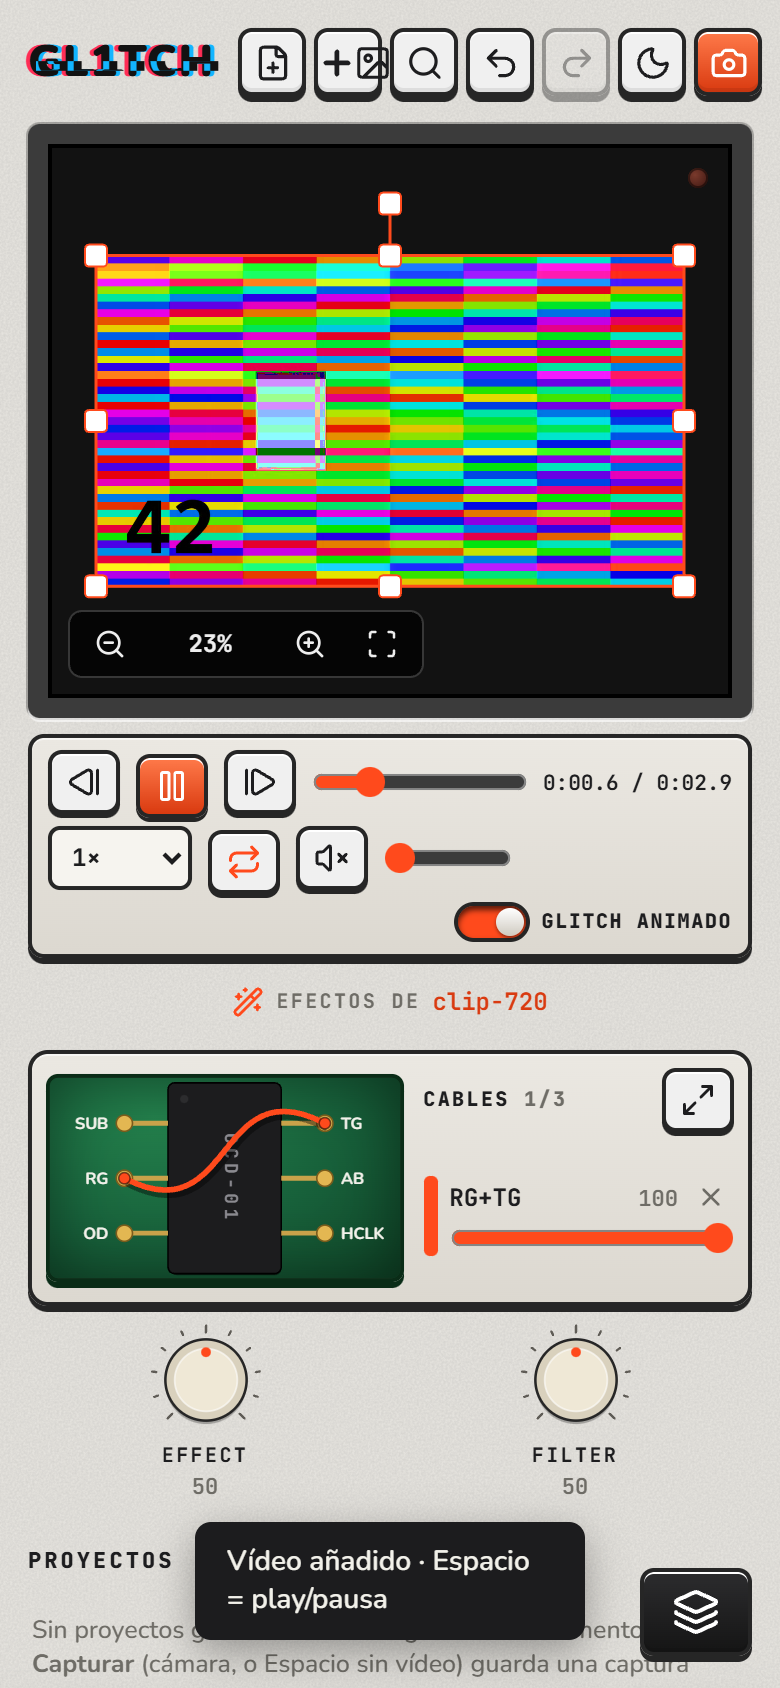 GL1TCH
42
23%
0:00.6 / 0:02.9
1×
GLITCH ANIMADO
EFECTOS DE clip-720
CABLES 1/3
SUB
TG
RG
AB
OD
HCLK
CCD-01
RG+TG 100
EFFECT
50
FILTER
50
PROYECTOS
Vídeo añadido · Espacio
= play/pausa
Sin proyectos
Capturar (cámara, o Espacio sin vídeo) guarda una captura